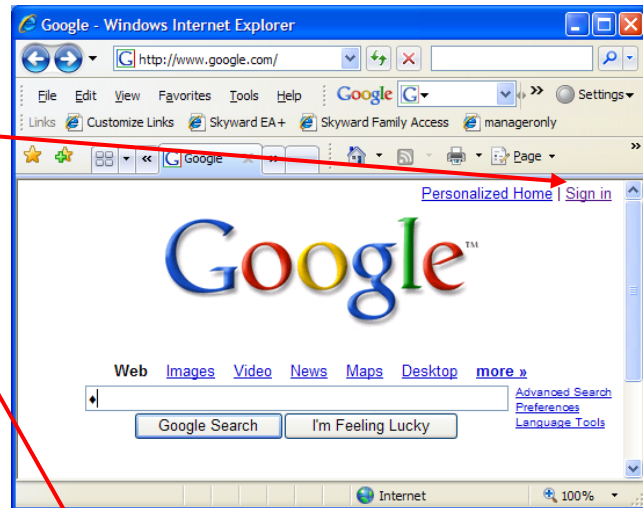 Google - Windows Internet Explorer
http://www.google.com/
File Edit View Favorites Tools Help Google Settings
Links Customize Links Skyward EA+ Skyward Family Access manageronly
Google Page
Personalized Home | Sign in
Google™
Web Images Video News Maps Desktop more »
Advanced Search
Preferences
Language Tools
Google Search I'm Feeling Lucky
Internet 100%